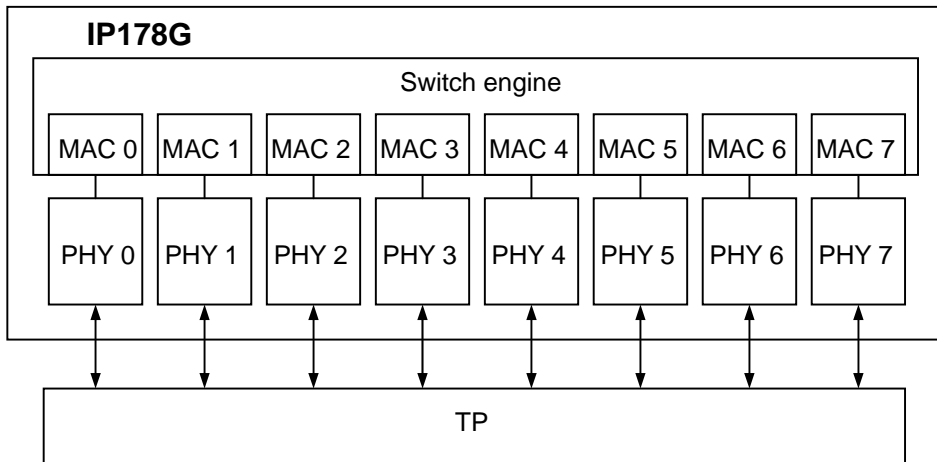 IP178G
Switch engine
MAC 0 MAC 1 MAC 2 MAC 3 MAC 4 MAC 5 MAC 6 MAC 7
PHY 0 PHY 1 PHY 2 PHY 3 PHY 4 PHY 5 PHY 6 PHY 7
TP